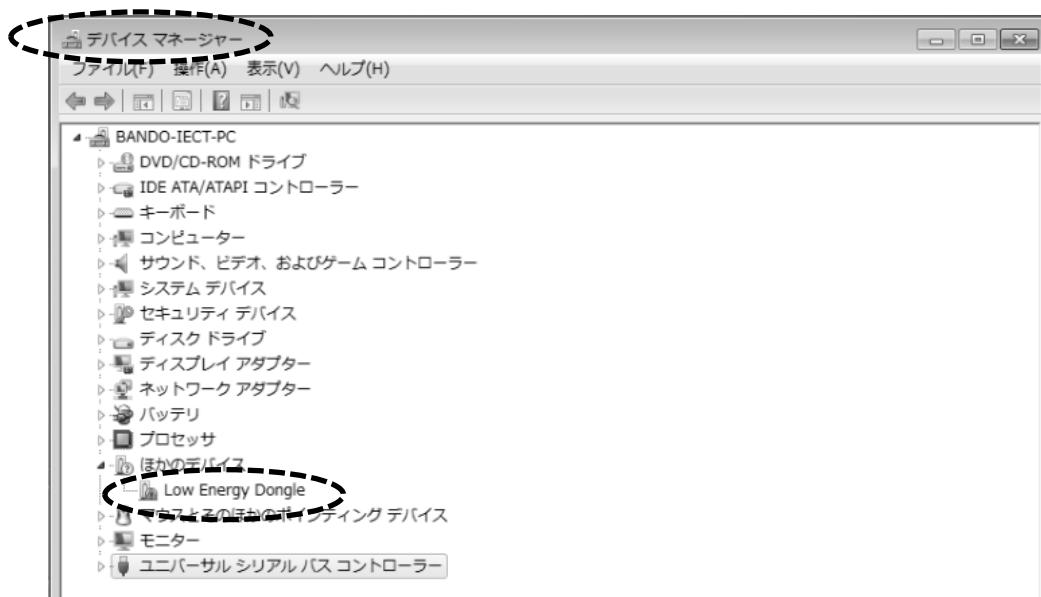 デバイス マネージャー
ファイル(F) 操作(A) 表示(V) ヘルプ(H)
BANDO-IECT-PC
DVD/CD-ROM ドライブ
IDE ATA/ATAPI コントローラー
キーボード
コンピューター
サウンド、ビデオ、およびゲーム コントローラー
システム デバイス
セキュリティ デバイス
ディスク ドライブ
ディスプレイ アダプター
ネットワーク アダプター
バッテリ
プロセッサ
ほかのデバイス
Low Energy Dongle
マウスとそのほかのポインティング デバイス
モニター
ユニバーサル シリアル バス コントローラー